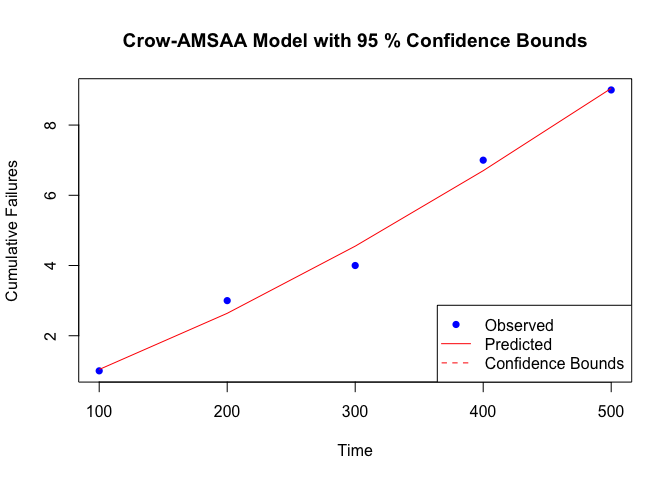 Crow-AMSAA Model with 95 % Confidence Bounds
Cumulative Failures
8
6
4
2
Observed
Predicted
Confidence Bounds
100 200 300 400 500
Time